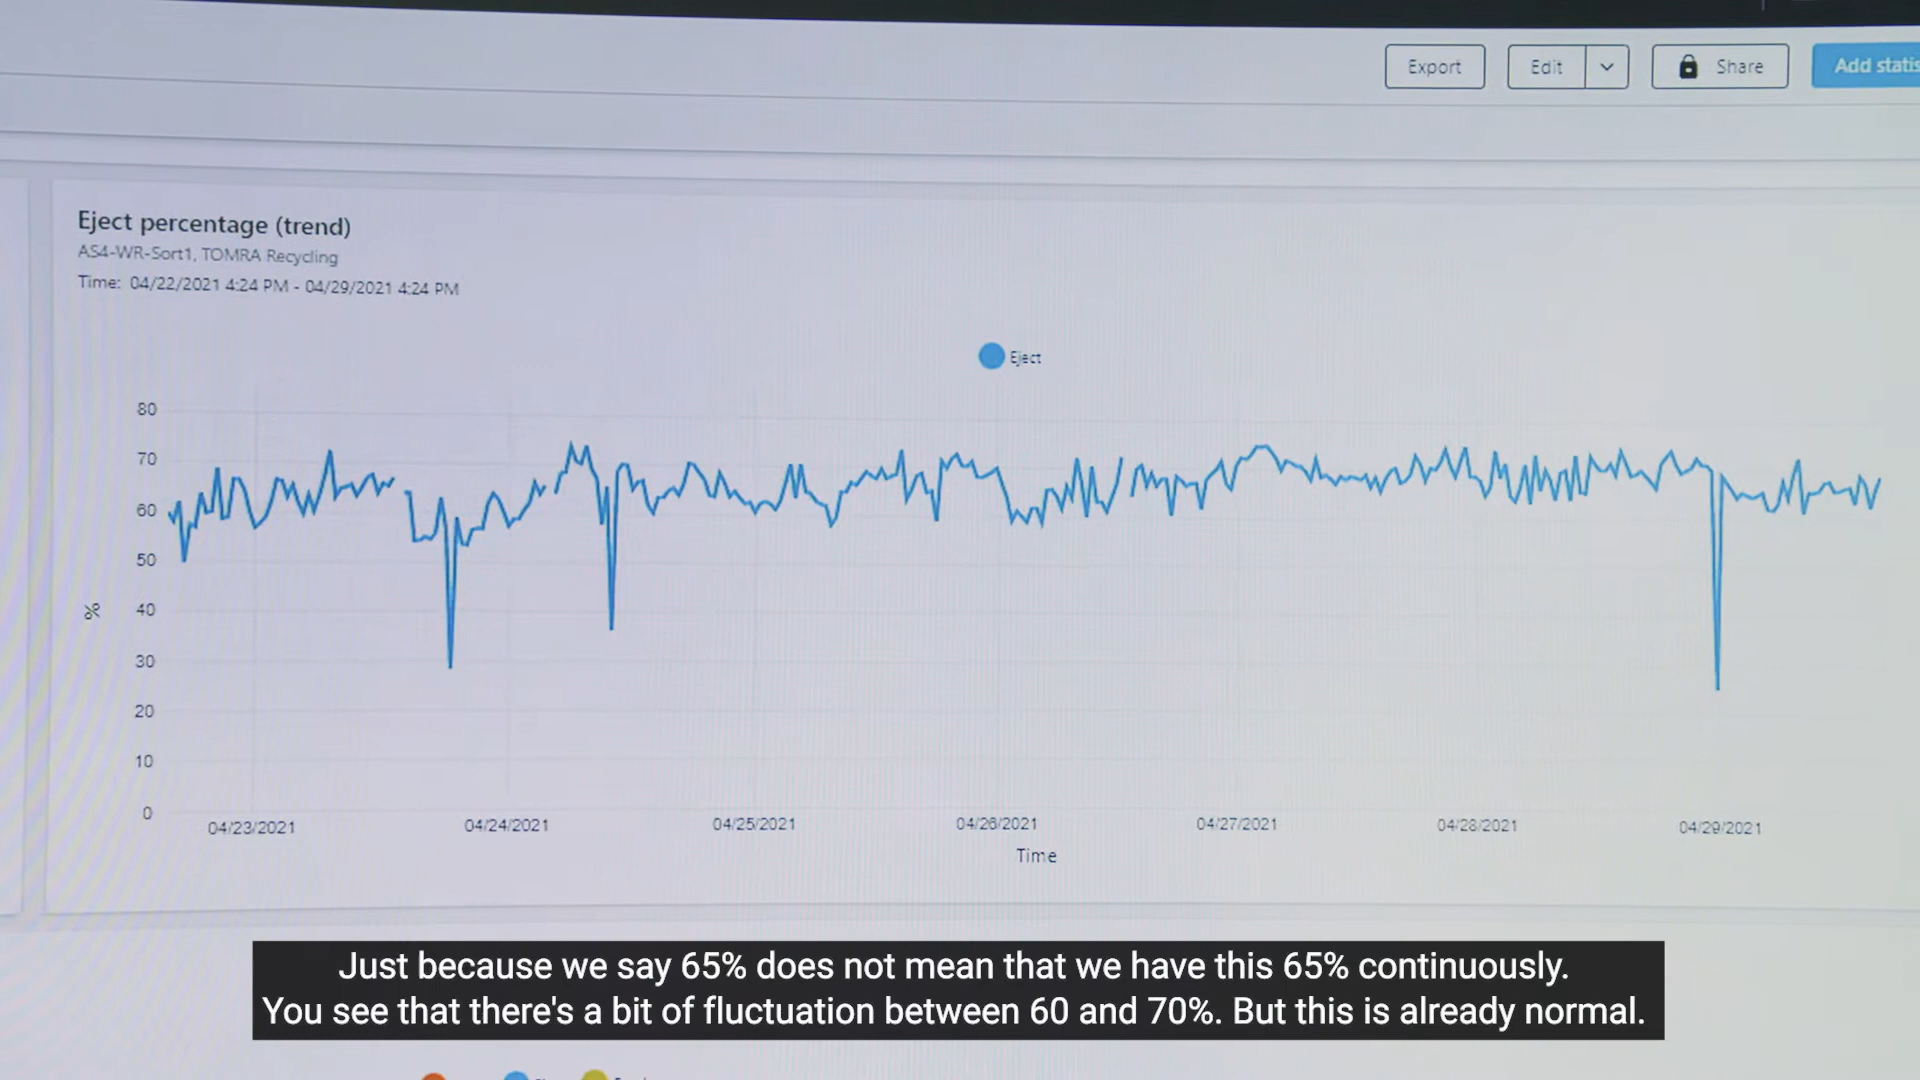 Export
Edit
Share
Add statis
Eject percentage (trend)
AS4-WR-Sort1, TOMRA Recycling
Time: 04/22/2021 4:24 PM - 04/29/2021 4:24 PM
Eject
80
70
60
50
40
30
20
10
0
%
04/23/2021 04/24/2021 04/25/2021 04/26/2021 04/27/2021 04/28/2021 04/29/2021
Time
Just because we say 65% does not mean that we have this 65% continuously.
You see that there's a bit of fluctuation between 60 and 70%. But this is already normal.